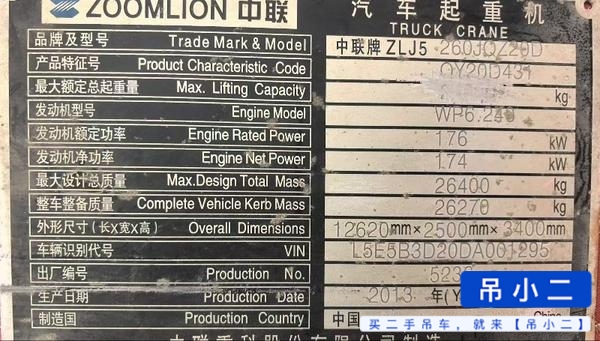 ZOOMLION 中联 汽车起重机
TRUCK CRANE
品牌及型号 Trade Mark & Model 中联牌 ZLJ5 260JQZ20D
产品特征号 Product Characteristic Code QY20D431
最大额定总起重量 Max. Lifting Capacity kg
发动机型号 Engine Model WP6.240
发动机额定功率 Engine Rated Power 176 kW
发动机净功率 Engine Net Power 174 kW
最大设计总质量 Max.Design Total Mass 26400 kg
整车整备质量 Complete Vehicle Kerb Mass 26270 kg
外形尺寸(长X宽X高) Overall Dimensions 12620mm×2500mm×3400mm
车辆识别代号 VIN L5E5B3D20DA001295
出厂编号 Production No. 523
生产日期 Production Date 2013 年(Y
制造国 Production Country 中国
吊小二
买二手吊车，就来【吊小二】